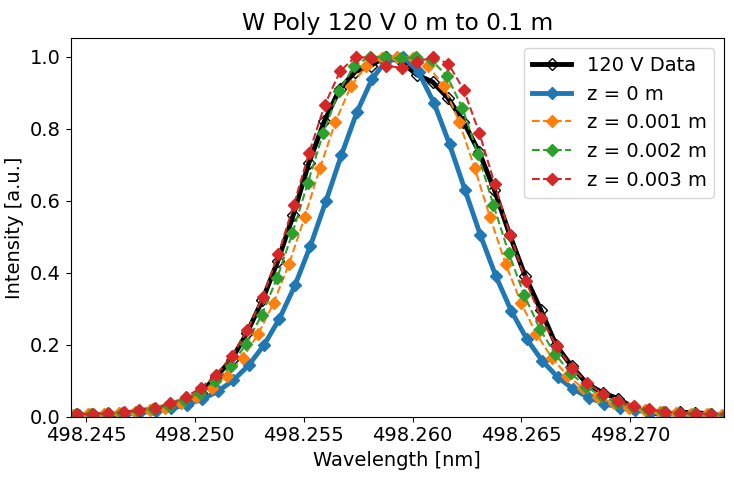 W Poly 120 V 0 m to 0.1 m
Intensity [a.u.]
1.0
0.8
0.6
0.4
0.2
0.0
120 V Data
z = 0 m
z = 0.001 m
z = 0.002 m
z = 0.003 m
498.245 498.250 498.255 498.260 498.265 498.270
Wavelength [nm]